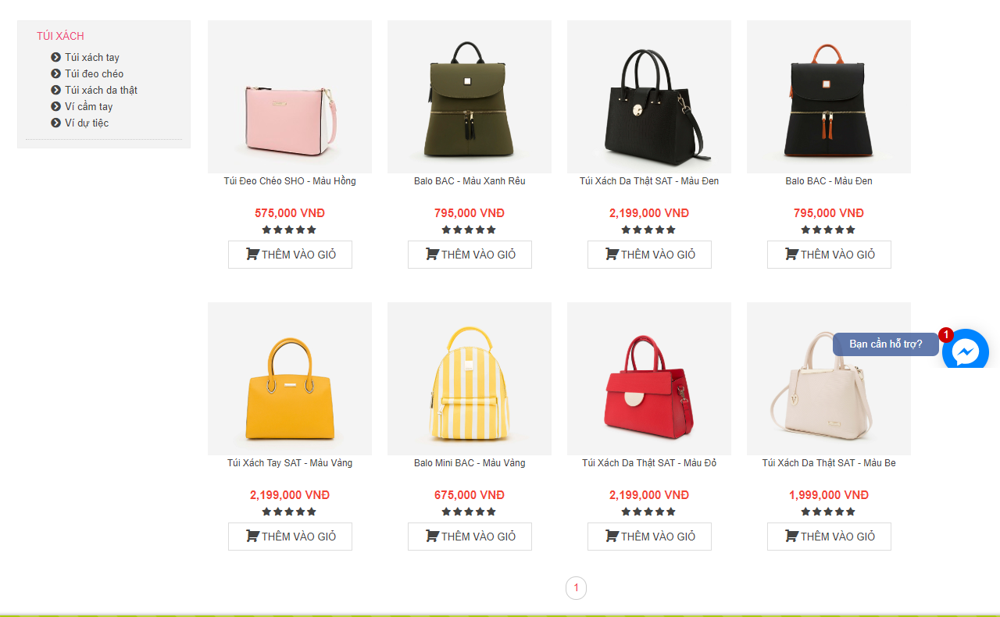 TÚI XÁCH
Túi xách tay
Túi đeo chéo
Túi xách da thật
Ví cầm tay
Ví dự tiệc
Túi Đeo Chéo SHO - Màu Hồng
Balo BAC - Màu Xanh Rêu
Túi Xách Da Thật SAT - Màu Đen
Balo BAC - Màu Đen
575,000 VNĐ
795,000 VNĐ
2,199,000 VNĐ
795,000 VNĐ
THÊM VÀO GIỎ
THÊM VÀO GIỎ
THÊM VÀO GIỎ
THÊM VÀO GIỎ
1
Bạn cần hỗ trợ?
Túi Xách Tay SAT - Màu Vàng
Balo Mini BAC - Màu Vàng
Túi Xách Da Thật SAT - Màu Đỏ
Túi Xách Da Thật SAT - Màu Be
2,199,000 VNĐ
675,000 VNĐ
2,199,000 VNĐ
1,999,000 VNĐ
THÊM VÀO GIỎ
THÊM VÀO GIỎ
THÊM VÀO GIỎ
THÊM VÀO GIỎ
1